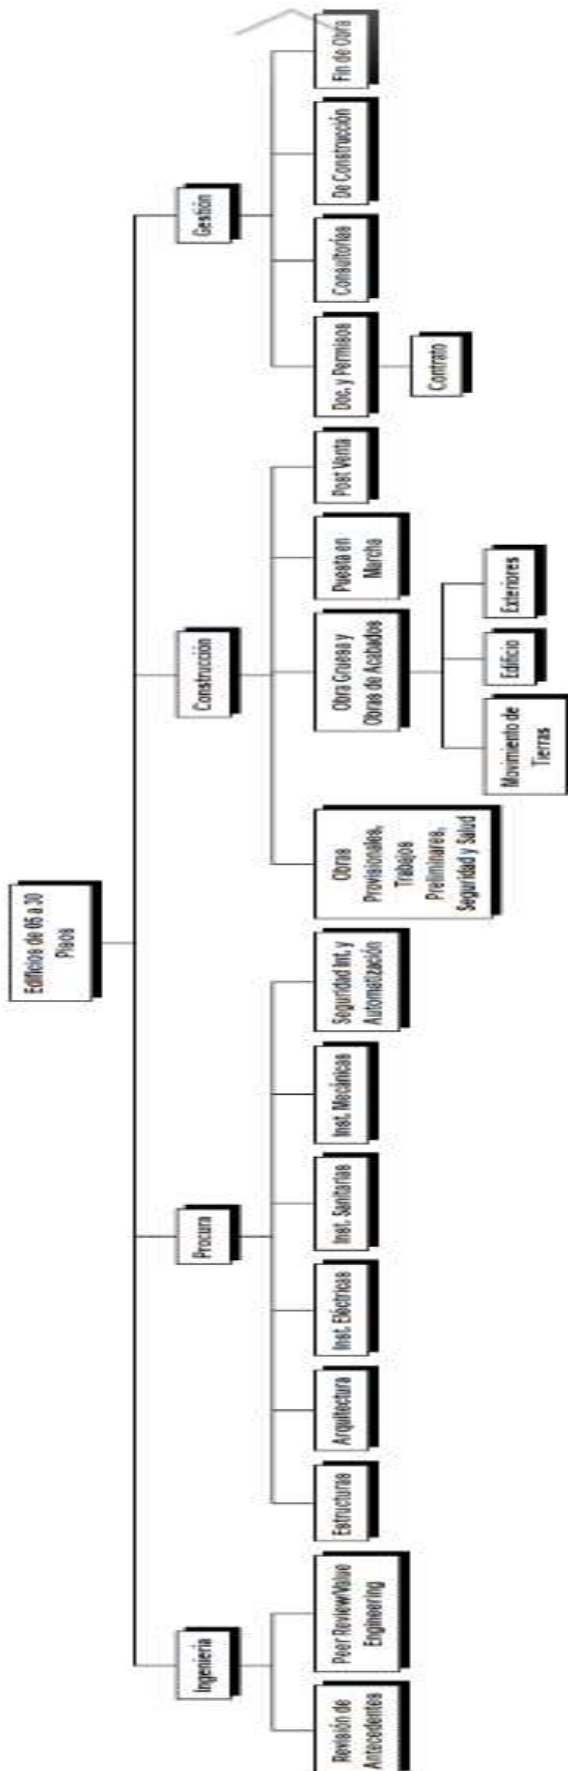 Edificios de 05 a 30
Pisos
Ingeniería
Procura
Construcción
Gestión
Revisión de
Antecedentes
Peer Review Value
Engineering
Estructuras
Arquitectura
Inst. Eléctricas
Inst. Sanitarias
Inst. Mecánicas
Seguridad Int. y
Automatización
Obras
Provisionales,
Trabajos
Preliminares,
Seguridad y Salud
Obra Gruesa y
Obras de Acabados
Puesta en
Marcha
Post Venta
Doc. y Permisos
Consultorías
De Construcción
Fin de Obra
Movimiento de
Tierras
Edificio
Exteriores
Contrato